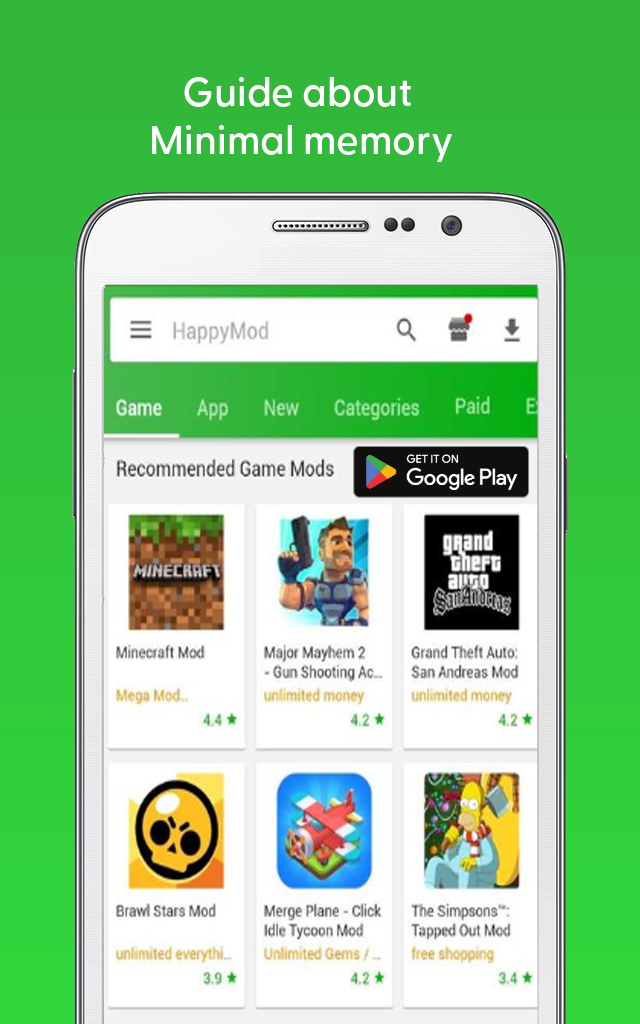 Guide about
Minimal memory
HappyMod
Game App New Categories Paid
Recommended Game Mods
GET IT ON
Google Play
MINECRAFT
grand
theft
auto
San Andreas
Minecraft Mod
Mega Mod...
4.4 ★
Major Mayhem 2
- Gun Shooting Ac...
unlimited money
4.2 ★
Grand Theft Auto:
San Andreas Mod
unlimited money
4.2 ★
Brawl Stars Mod
unlimited everythi...
3.9 ★
Merge Plane - Click
Idle Tycoon Mod
Unlimited Gems / ...
4.2 ★
The Simpsons™:
Tapped Out Mod
free shopping
3.4 ★